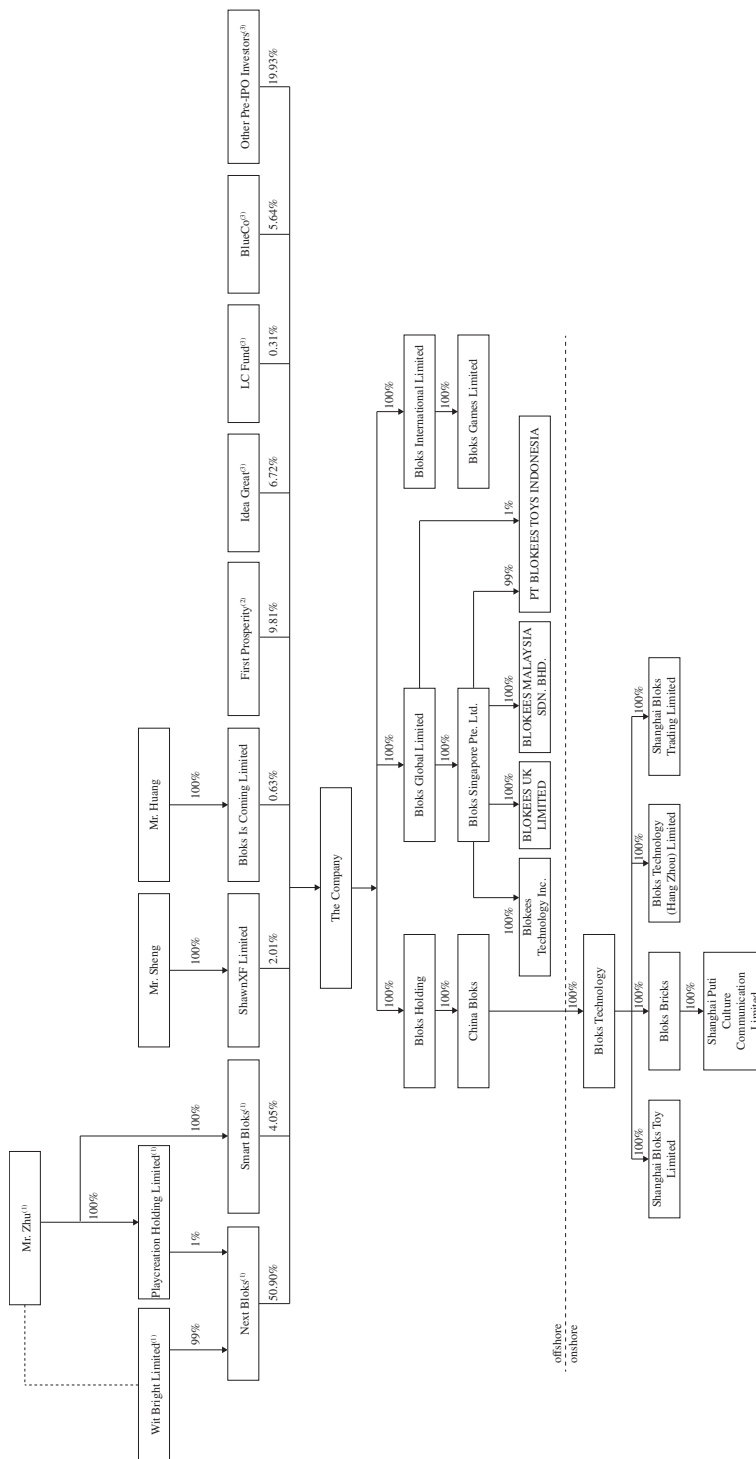 Mr. Zhu(1)
Wit Bright Limited(1)
Playcreation Holding Limited(1)
Mr. Sheng
Mr. Huang
100%
100%
100%
100%
99%
1%
Next Bloks(1)
Smart Bloks(1)
ShawnXF Limited
Bloks Is Coming Limited
First Prosperity(2)
Idea Great(3)
LC Fund(3)
BlueCo(3)
Other Pre-IPO Investors(3)
50.90%
4.05%
2.01%
0.63%
9.81%
6.72%
0.31%
5.64%
19.93%
The Company
100%
100%
100%
Bloks Holding
Bloks Global Limited
Bloks International Limited
100%
100%
100%
China Bloks
Bloks Singapore Pte. Ltd.
Bloks Games Limited
100%
100%
100%
99%
1%
Blokees
Technology Inc.
BLOKEES UK
LIMITED
BLOKEES MALAYSIA
SDN. BHD.
PT BLOKEES TOYS INDONESIA
offshore
onshore
100%
Bloks Technology
100%
100%
100%
100%
Shanghai Bloks Toy
Limited
Bloks Bricks
Bloks Technology
(Hang Zhou) Limited
Shanghai Bloks
Trading Limited
100%
Shanghai Puti
Culture
Communication
Limited